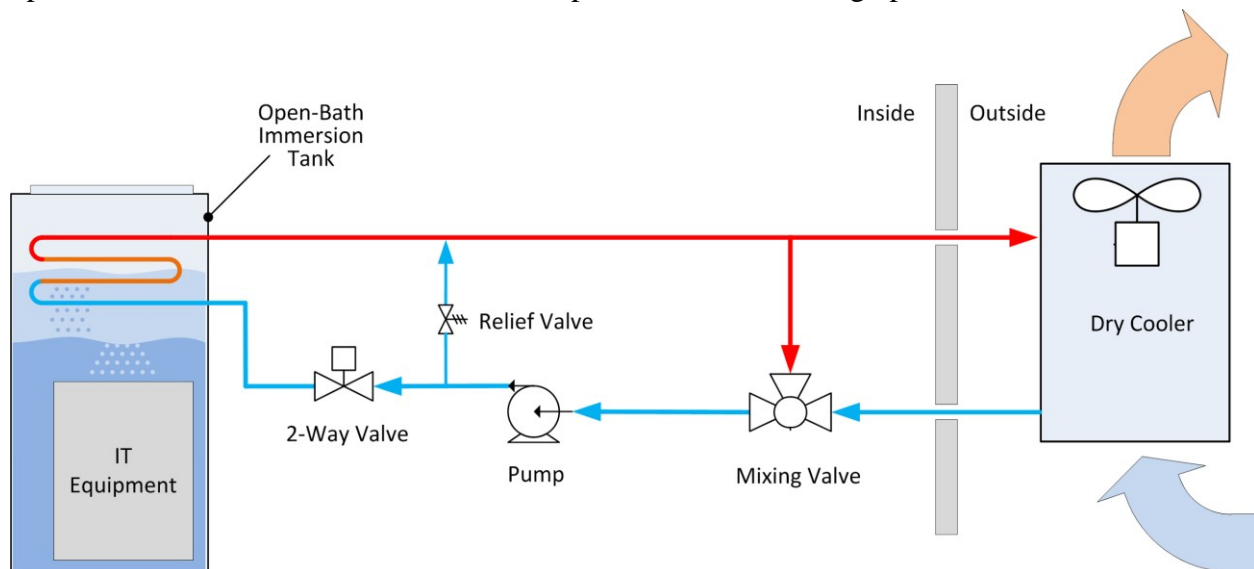 Open-Bath
Immersion
Tank
Inside
Outside
Relief Valve
Dry Cooler
2-Way Valve
IT
Equipment
Pump
Mixing Valve